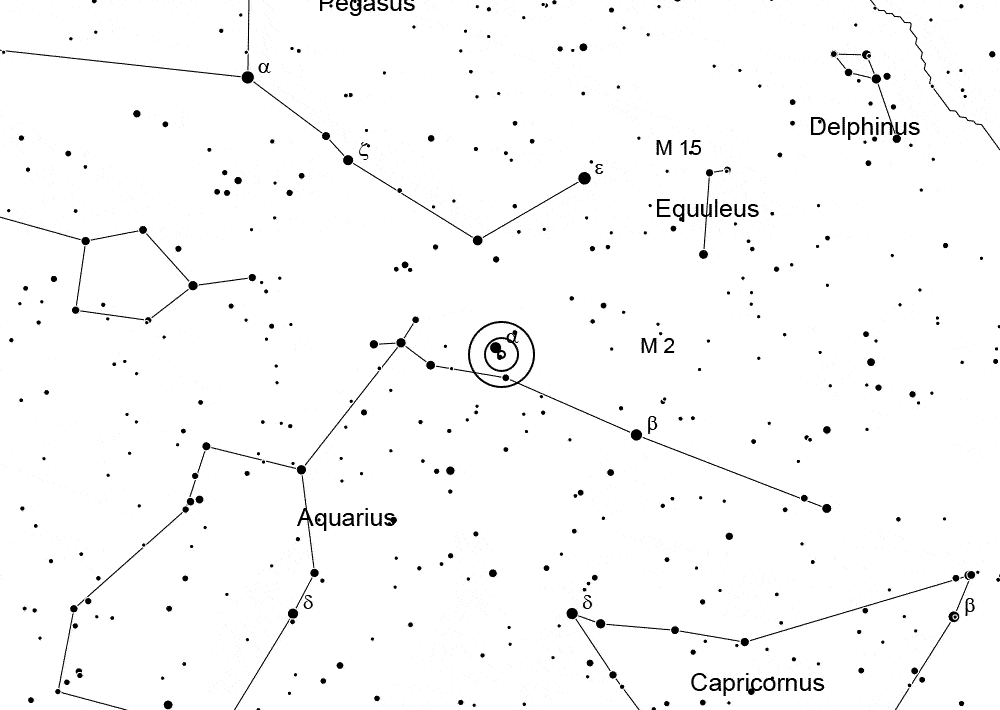 Pegasus
α
ζ
ε
M 15
Delphinus
Equuleus
α
M 2
β
Aquarius
δ
δ
β
Capricornus